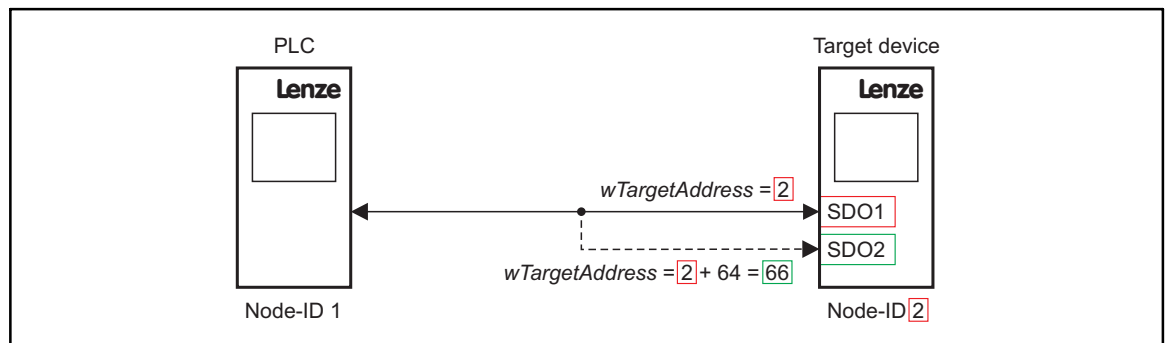 PLC
Target device
Lenze
Lenze
wTargetAddress = 2
SDO1
SDO2
wTargetAddress = 2 + 64 = 66
Node-ID 1
Node-ID 2